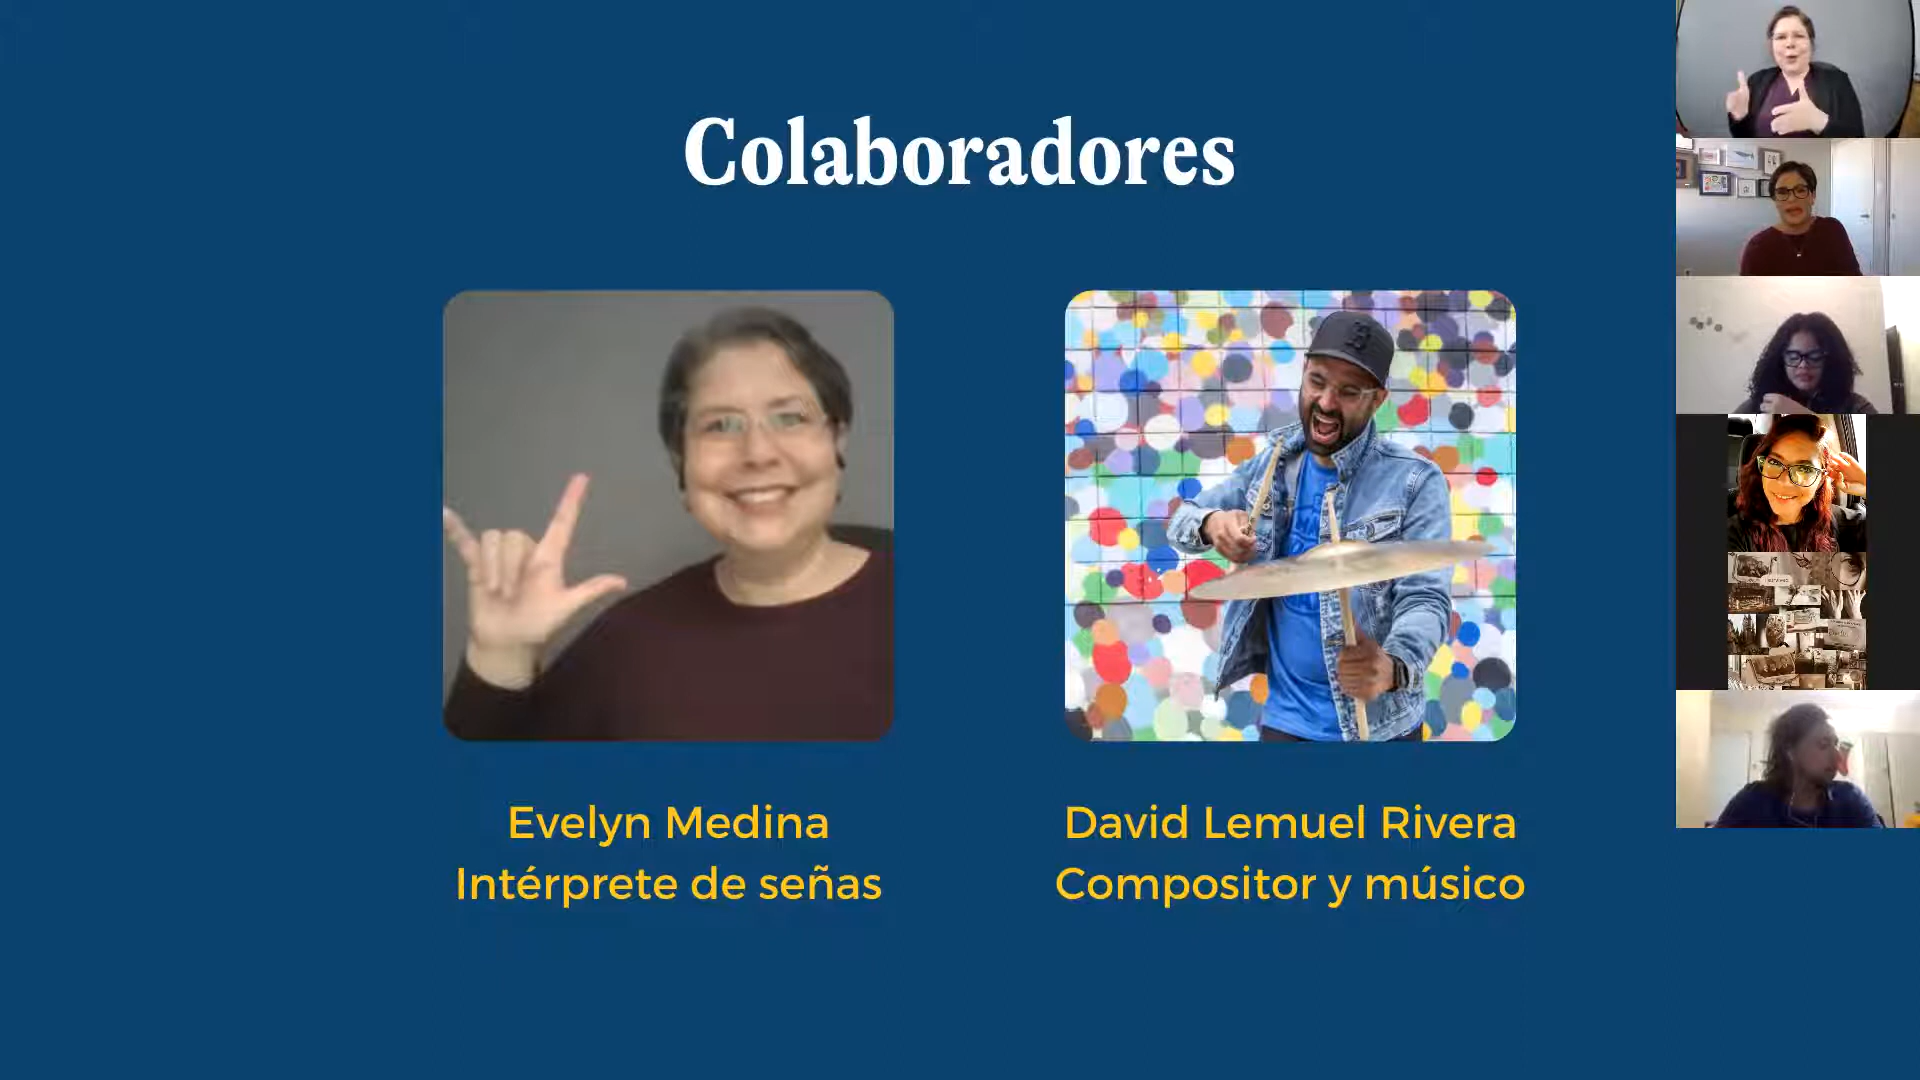 Colaboradores
Evelyn Medina
Intérprete de señas
David Lemuel Rivera
Compositor y músico